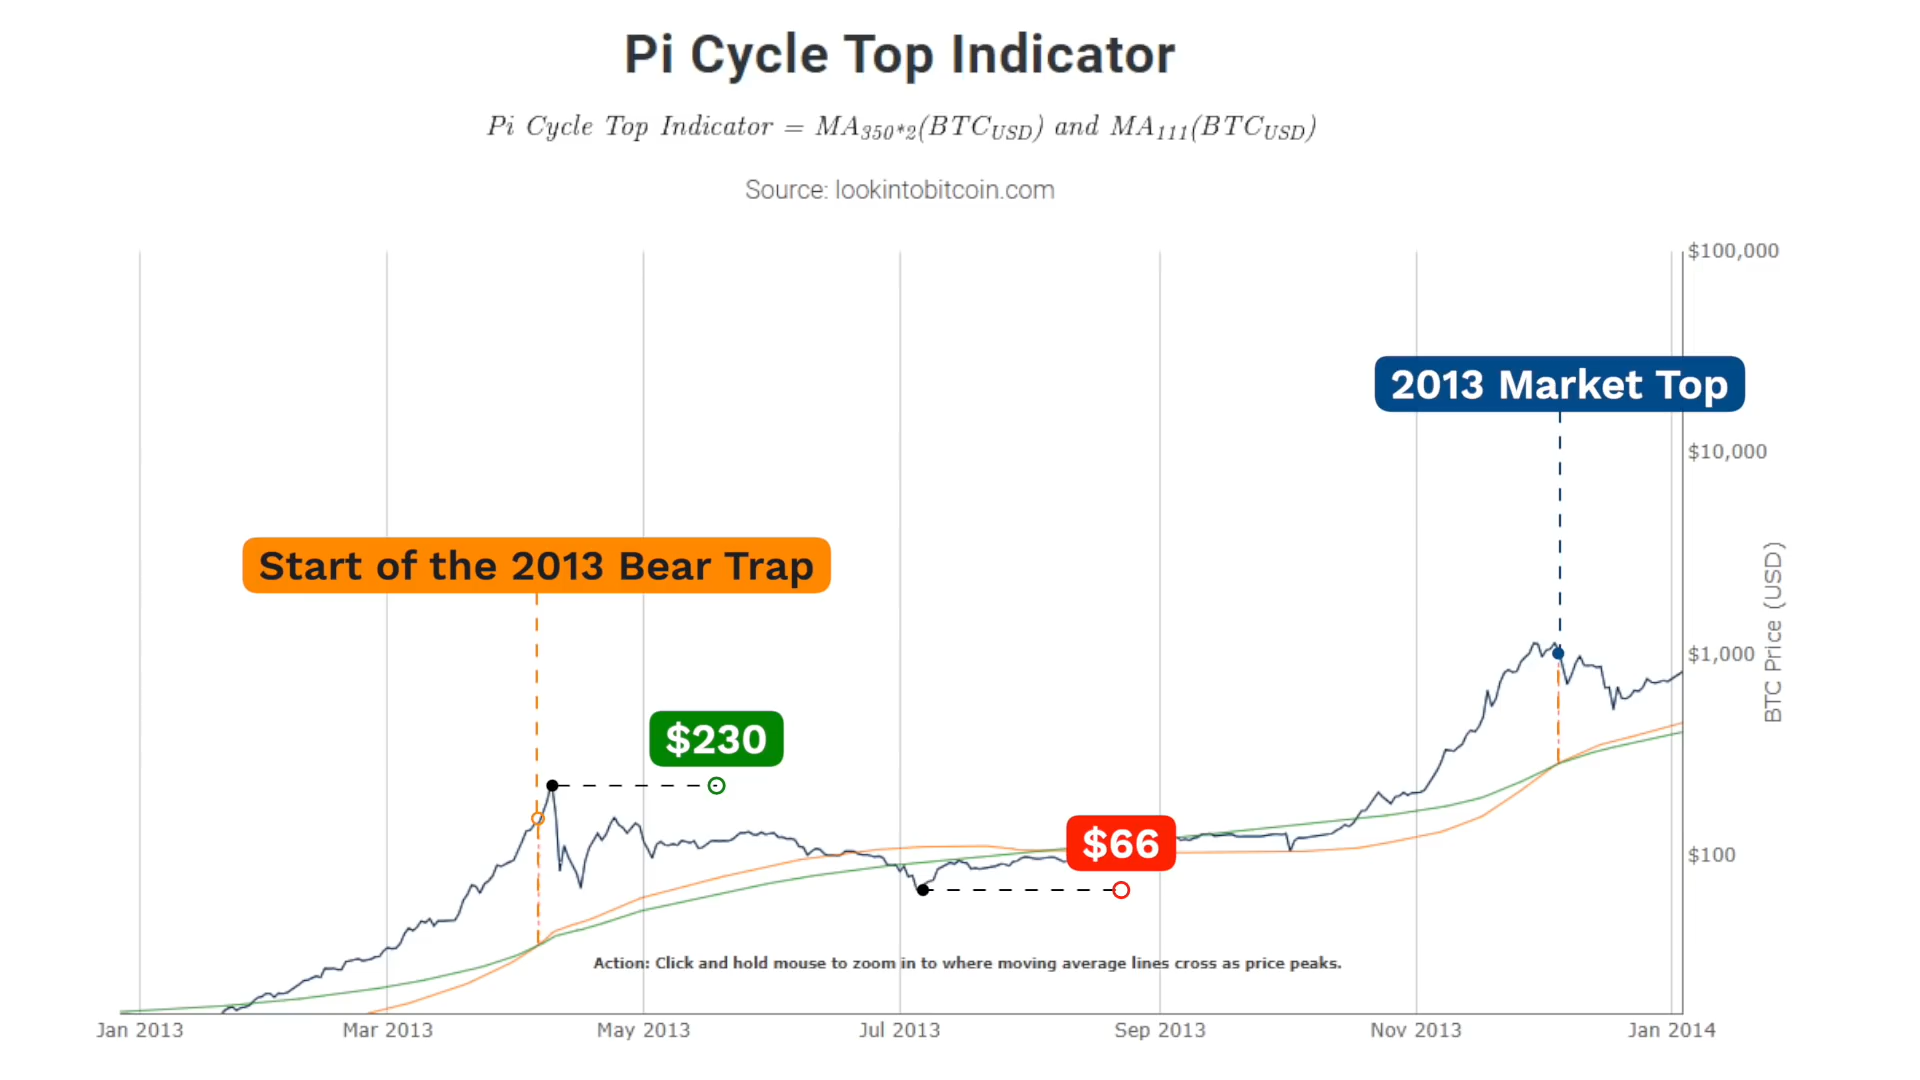 Pi Cycle Top Indicator
Pi Cycle Top Indicator = MA350*2(BTCUSD) and MA111(BTCUSD)
Source: lookintobitcoin.com
$100,000
2013 Market Top
$10,000
Start of the 2013 Bear Trap
BTC Price (USD)
$1,000
$230
$66
$100
Action: Click and hold mouse to zoom in to where moving average lines cross as price peaks.
Jan 2013
Mar 2013
May 2013
Jul 2013
Sep 2013
Nov 2013
Jan 2014